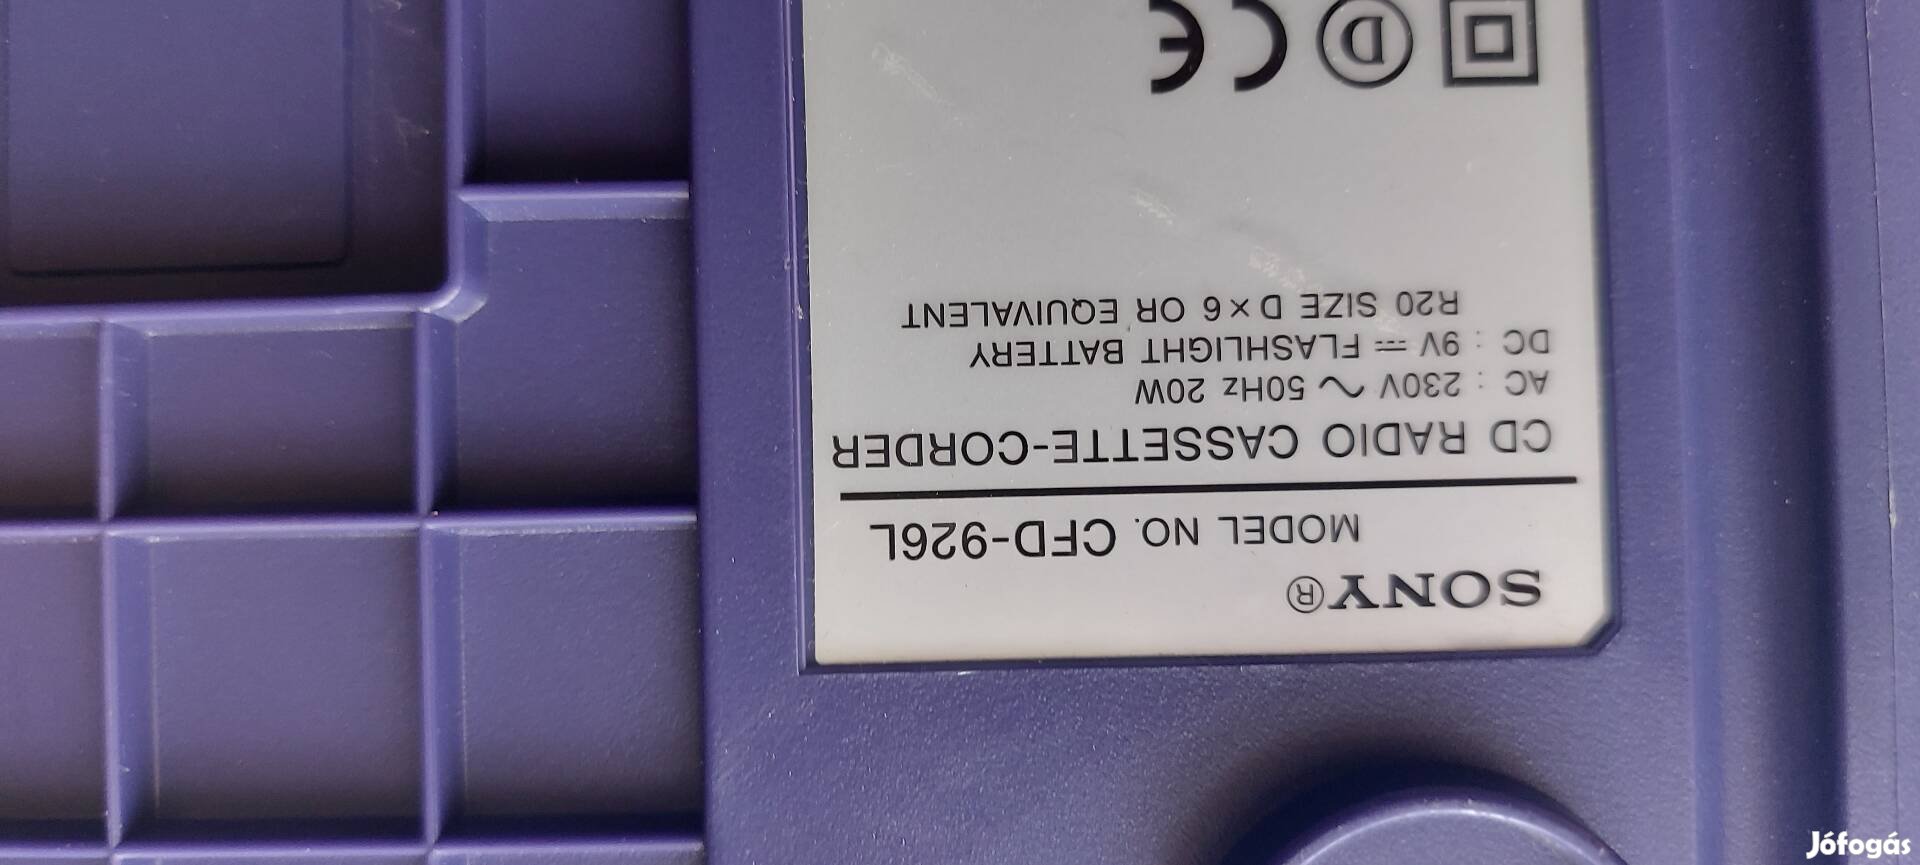 SONY®
MODEL NO. CFD-926L
CD RADIO CASSETTE-CORDER
AC : 230V ~ 50Hz 20W
DC : 9V ⎓ FLASHLIGHT BATTERY
R20 SIZE D×6 OR EQUIVALENT
D CE
Jófogás